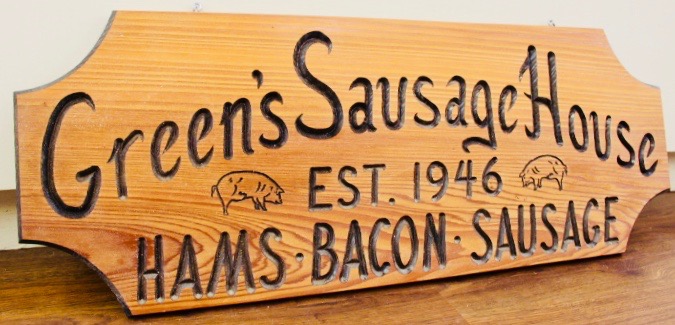 Green's Sausage House
EST. 1946
HAMS · BACON · SAUSAGE